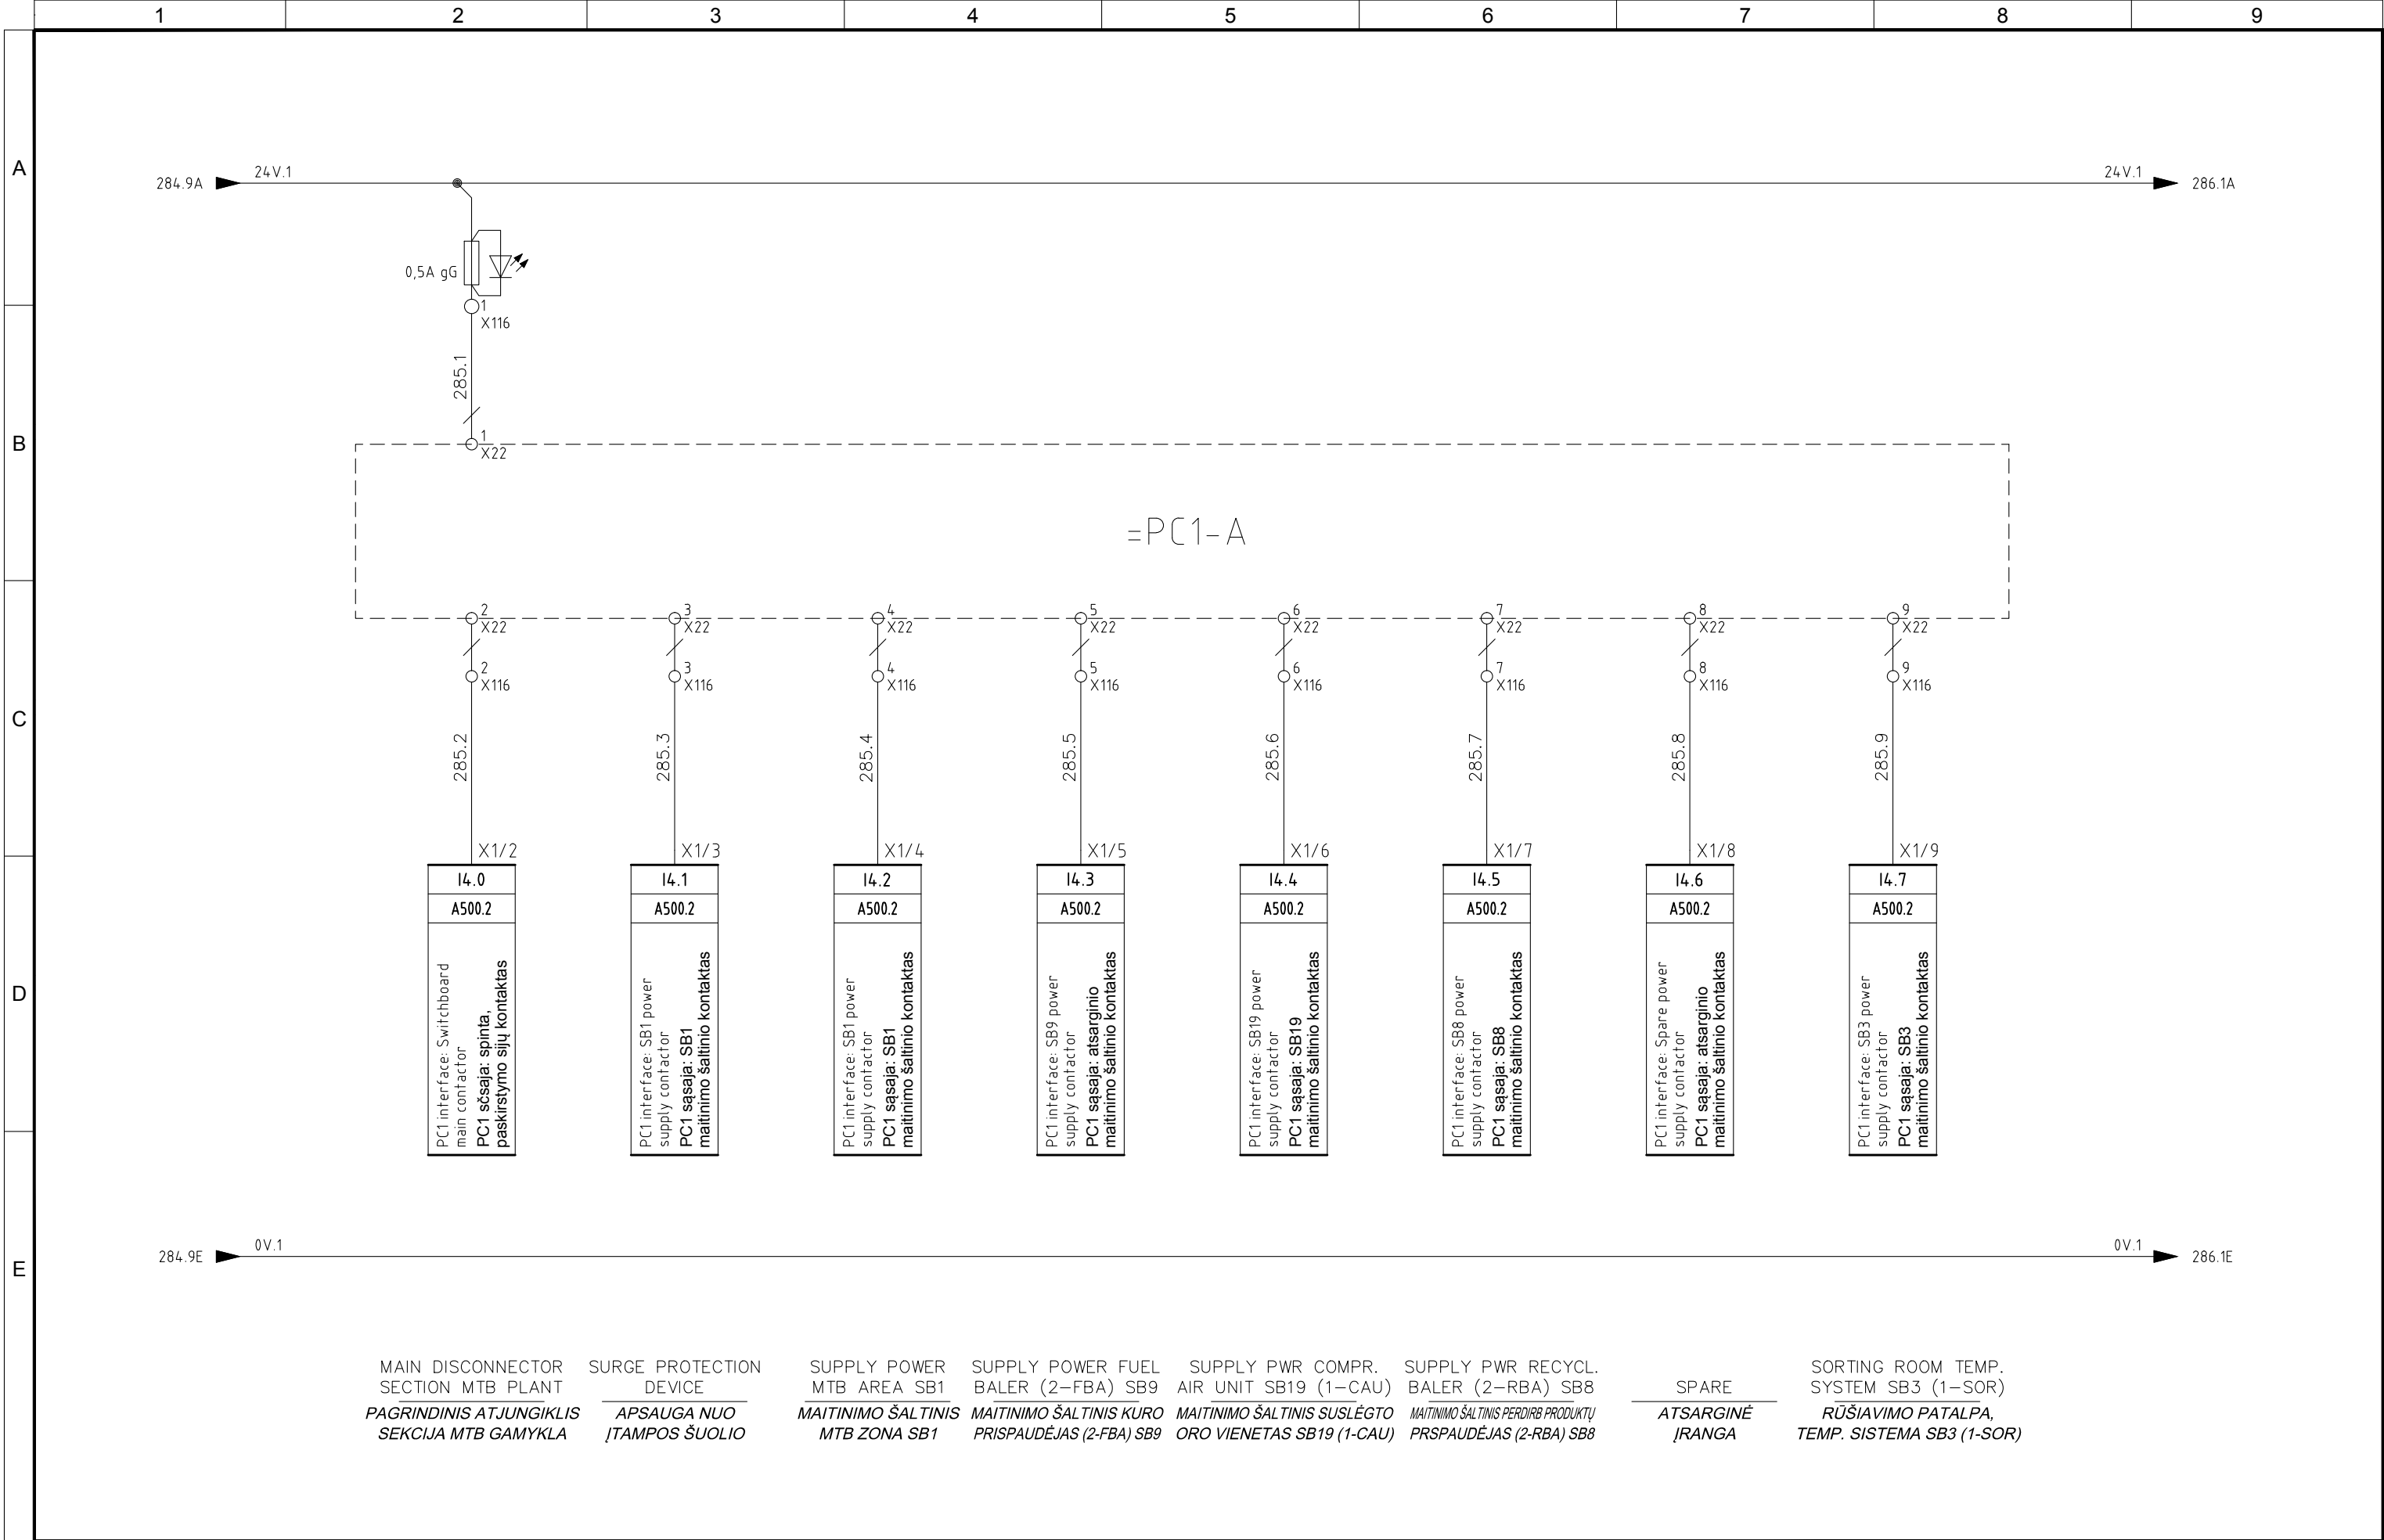 1 2 3 4 5 6 7 8 9
A
24V.1 24V.1
284.9A 286.1A
0,5A gG
1
X116
285.1
B
1
X22
=PC1-A
2 3 4 5 6 7 8 9
X22 X22 X22 X22 X22 X22 X22 X22
2 3 4 5 6 7 8 9
X116 X116 X116 X116 X116 X116 X116 X116
C
285.2 285.3 285.4 285.5 285.6 285.7 285.8 285.9
X1/2 X1/3 X1/4 X1/5 X1/6 X1/7 X1/8 X1/9
I4.0 I4.1 I4.2 I4.3 I4.4 I4.5 I4.6 I4.7
A500.2 A500.2 A500.2 A500.2 A500.2 A500.2 A500.2 A500.2
D
PC1 interface: Switchboard
main contactor
PC1 sčsaja: spinta,
paskirstymo sijų kontaktas
PC1 interface: SB1 power
supply contactor
PC1 sąsaja: SB1
maitinimo šaltinio kontaktas
PC1 interface: SB1 power
supply contactor
PC1 sąsaja: SB1
maitinimo šaltinio kontaktas
PC1 interface: SB9 power
supply contactor
PC1 sąsaja: atsarginio
maitinimo šaltinio kontaktas
PC1 interface: SB19 power
supply contactor
PC1 sąsaja: SB19
maitinimo šaltinio kontaktas
PC1 interface: SB8 power
supply contactor
PC1 sąsaja: SB8
maitinimo šaltinio kontaktas
PC1 interface: Spare power
supply contactor
PC1 sąsaja: atsarginio
maitinimo šaltinio kontaktas
PC1 interface: SB3 power
supply contactor
PC1 sąsaja: SB3
maitinimo šaltinio kontaktas
0V.1 0V.1
284.9E 286.1E
E
MAIN DISCONNECTOR
SECTION MTB PLANT
PAGRINDINIS ATJUNGIKLIS
SEKCIJA MTB GAMYKLA
SURGE PROTECTION
DEVICE
APSAUGA NUO
ĮTAMPOS ŠUOLIO
SUPPLY POWER
MTB AREA SB1
MAITINIMO ŠALTINIS
MTB ZONA SB1
SUPPLY POWER FUEL
BALER (2-FBA) SB9
MAITINIMO ŠALTINIS KURO
PRISPAUDĖJAS (2-FBA) SB9
SUPPLY PWR COMPR.
AIR UNIT SB19 (1-CAU)
MAITINIMO ŠALTINIS SUSLĖGTO
ORO VIENETAS SB19 (1-CAU)
SUPPLY PWR RECYCL.
BALER (2-RBA) SB8
MAITINIMO ŠALTINIS PERDIRB PRODUKTŲ
PRSPAUDĖJAS (2-RBA) SB8
SPARE
ATSARGINĖ
ĮRANGA
SORTING ROOM TEMP.
SYSTEM SB3 (1-SOR)
RŪŠIAVIMO PATALPA,
TEMP. SISTEMA SB3 (1-SOR)